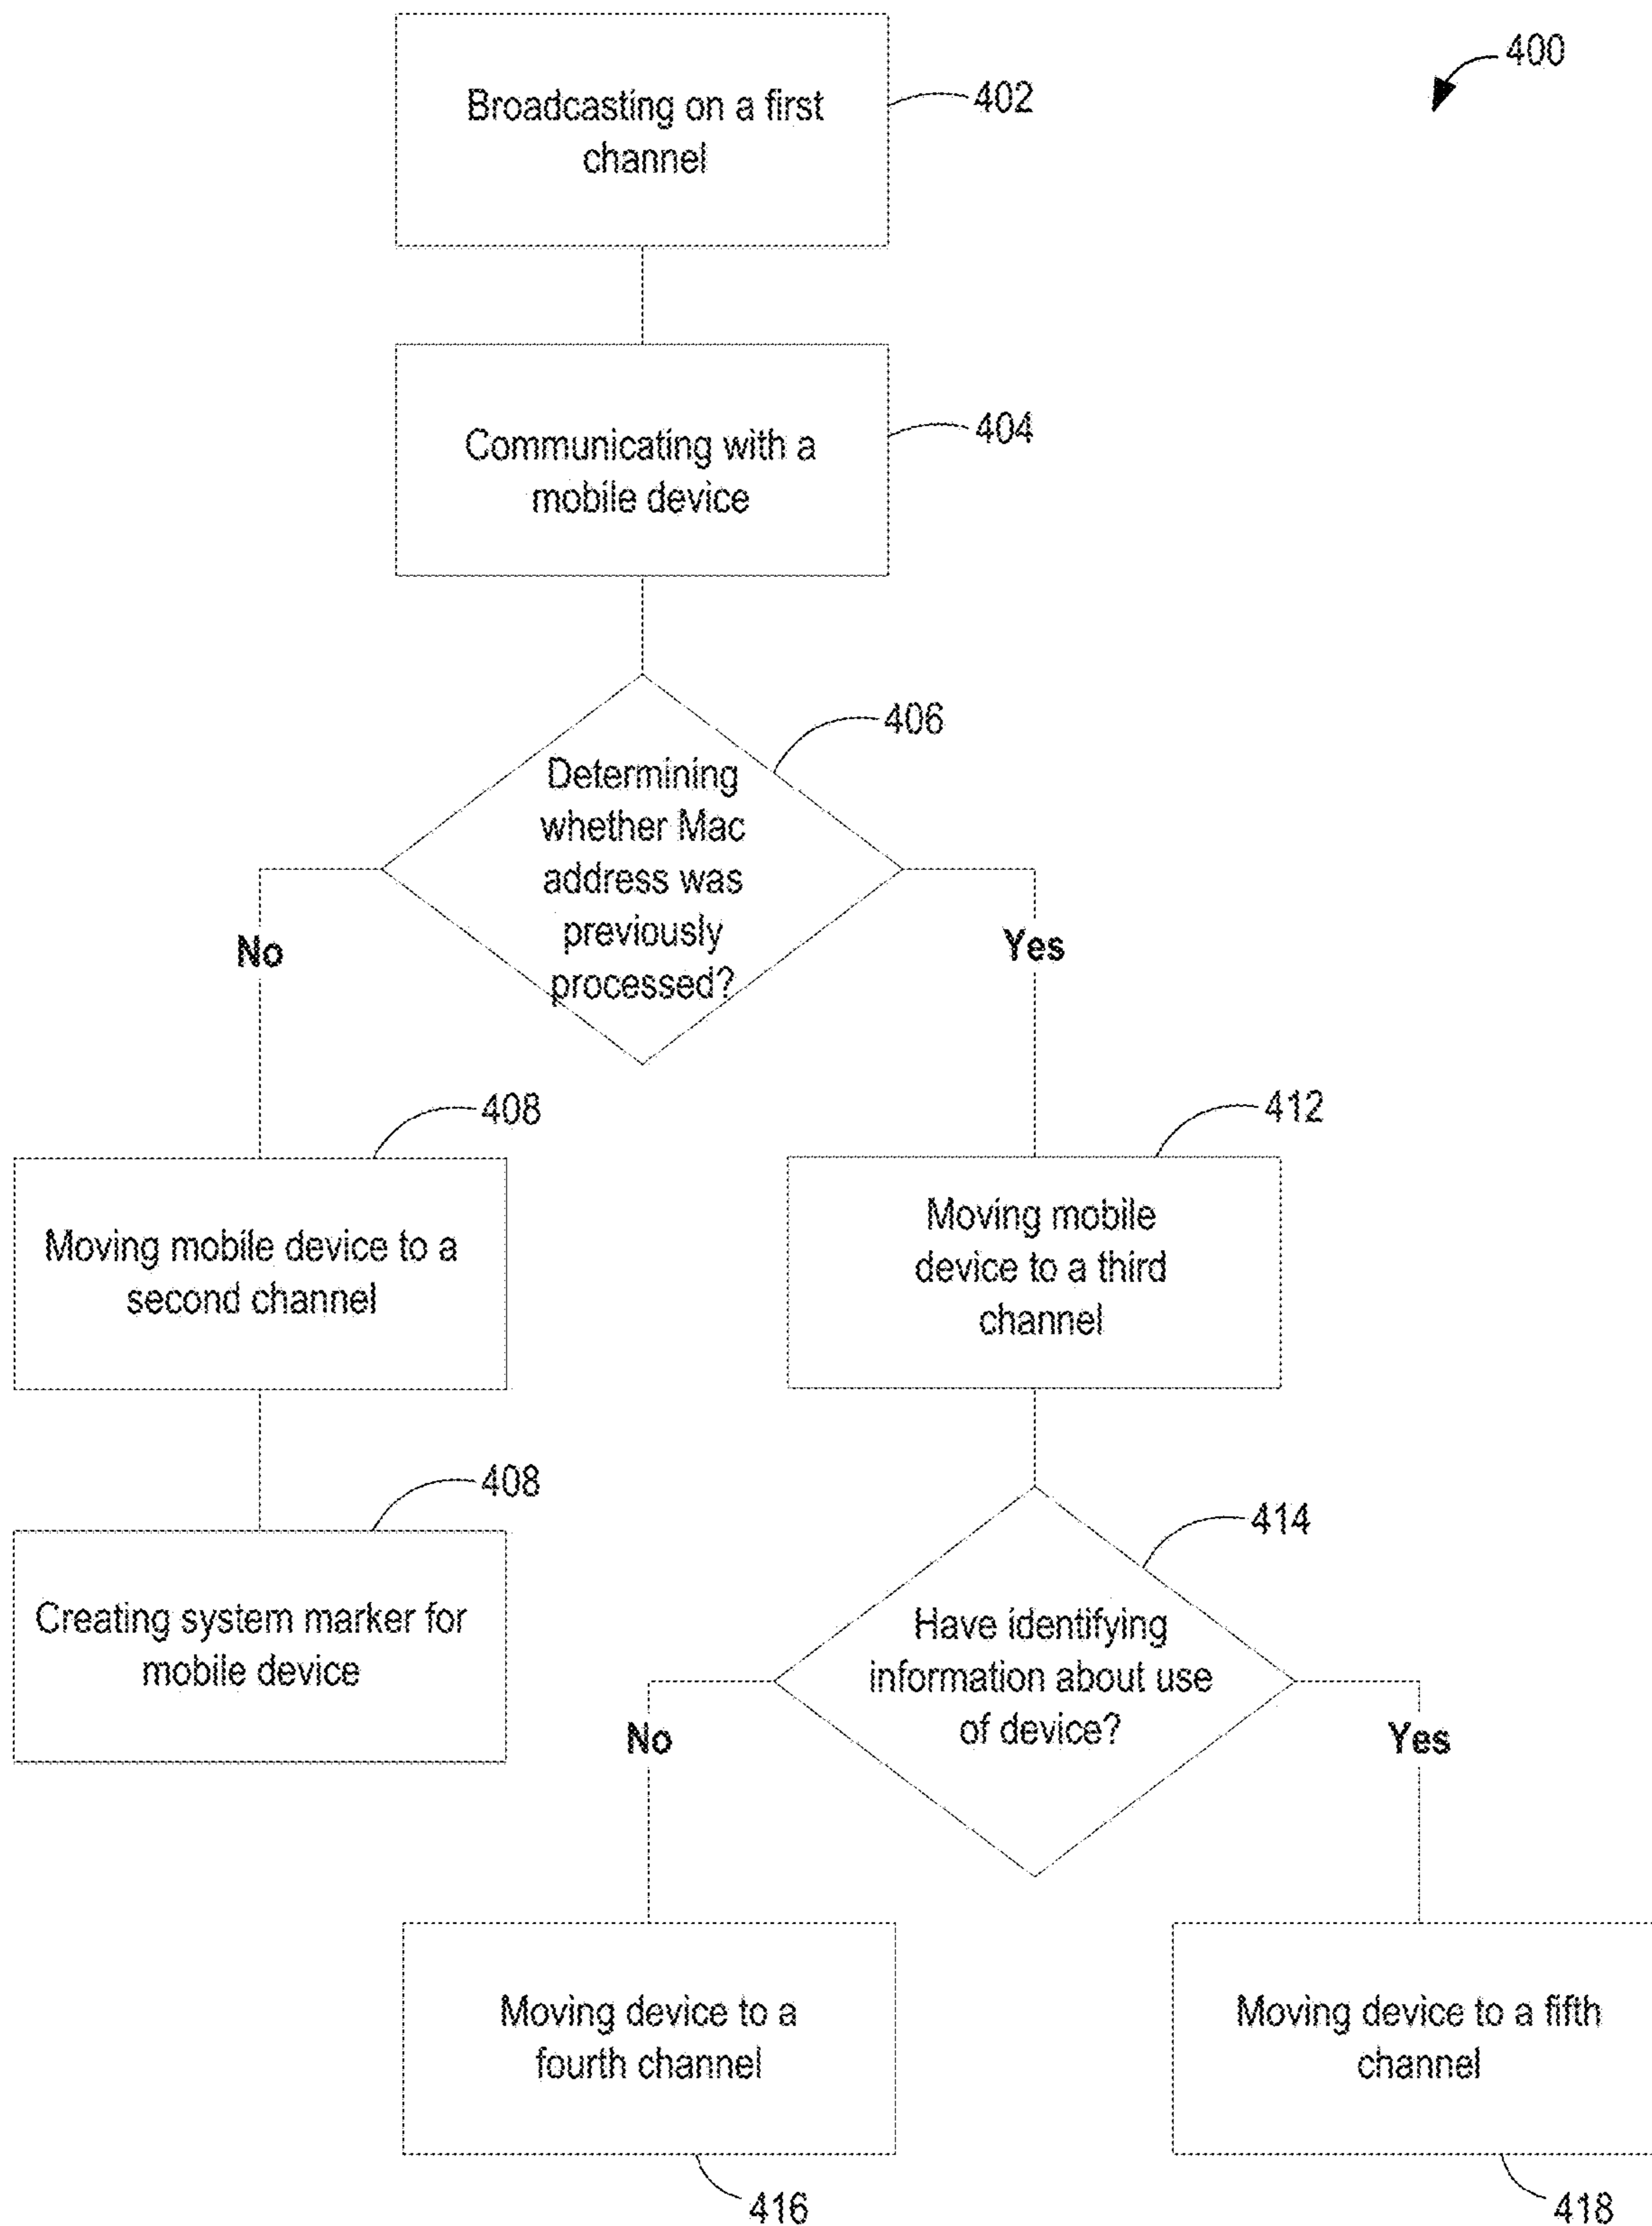 400
Broadcasting on a first
channel
402
Communicating with a
mobile device
404
406
Determining
whether Mac
address was
previously
processed?
No
Yes
408
412
Moving mobile device to a
second channel
Moving mobile
device to a third
channel
408
Creating system marker for
mobile device
414
Have identifying
information about use
of device?
No
Yes
Moving device to a
fourth channel
Moving device to a fifth
channel
416
418